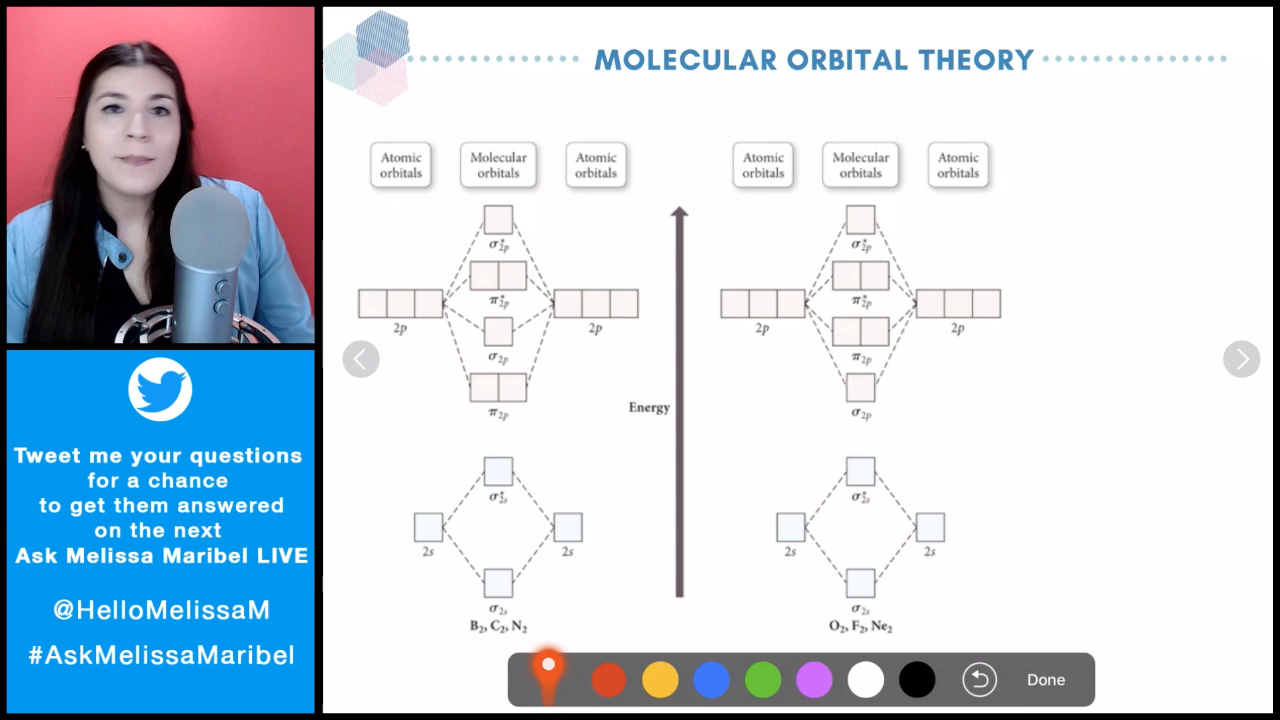 MOLECULAR ORBITAL THEORY
Atomic
orbitals
Molecular
orbitals
Atomic
orbitals
σ*2p
π*2p
2p
2p
σ2p
π2p
σ*2s
2s
2s
σ2s
B2, C2, N2
Energy
Atomic
orbitals
Molecular
orbitals
Atomic
orbitals
σ*2p
π*2p
2p
2p
π2p
σ2p
σ*2s
2s
2s
σ2s
O2, F2, Ne2
Tweet me your questions
for a chance
to get them answered
on the next
Ask Melissa Maribel LIVE
@HelloMelissaM
#AskMelissaMaribel
Done